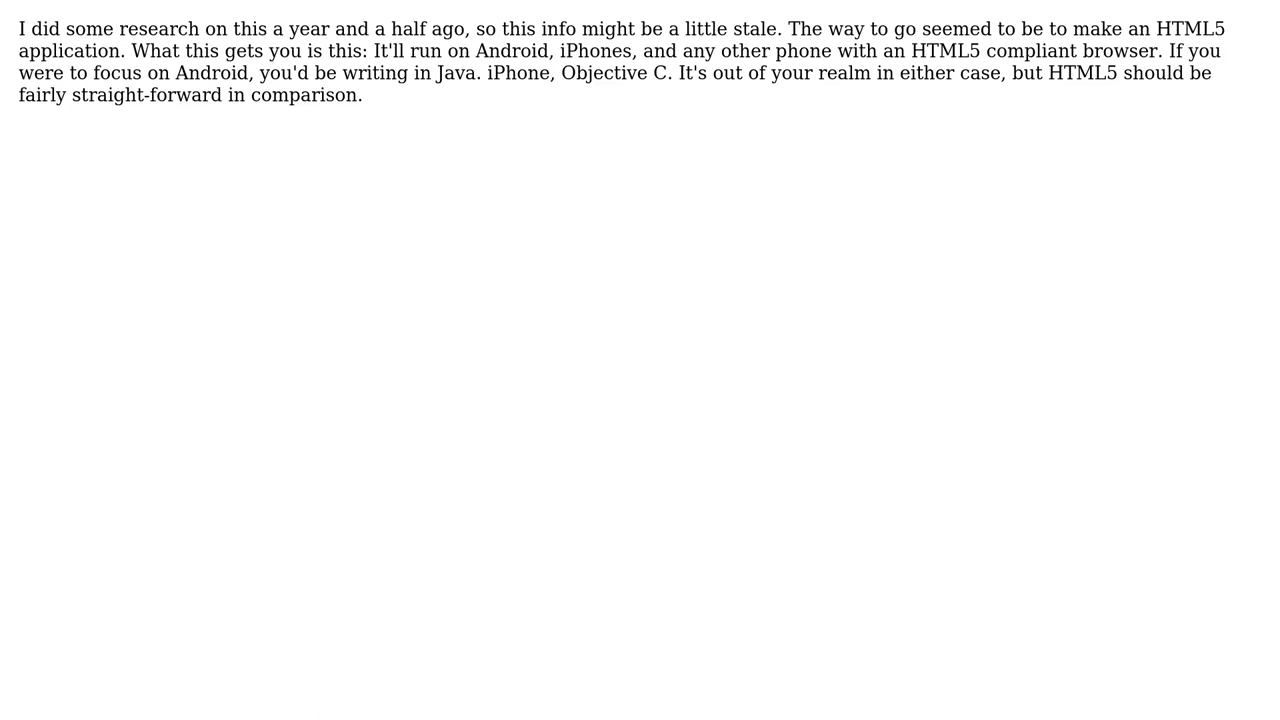 I did some research on this a year and a half ago, so this info might be a little stale. The way to go seemed to be to make an HTML5
application. What this gets you is this: It'll run on Android, iPhones, and any other phone with an HTML5 compliant browser. If you
were to focus on Android, you'd be writing in Java. iPhone, Objective C. It's out of your realm in either case, but HTML5 should be
fairly straight-forward in comparison.